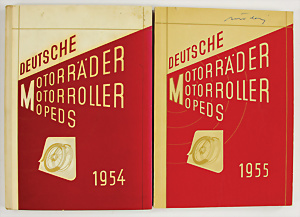 DEUTSCHE
MOTORRÄDER
MOTORROLLER
MOPEDS
1954
DEUTSCHE
MOTORRÄDER
MOTORROLLER
MOPEDS
1955